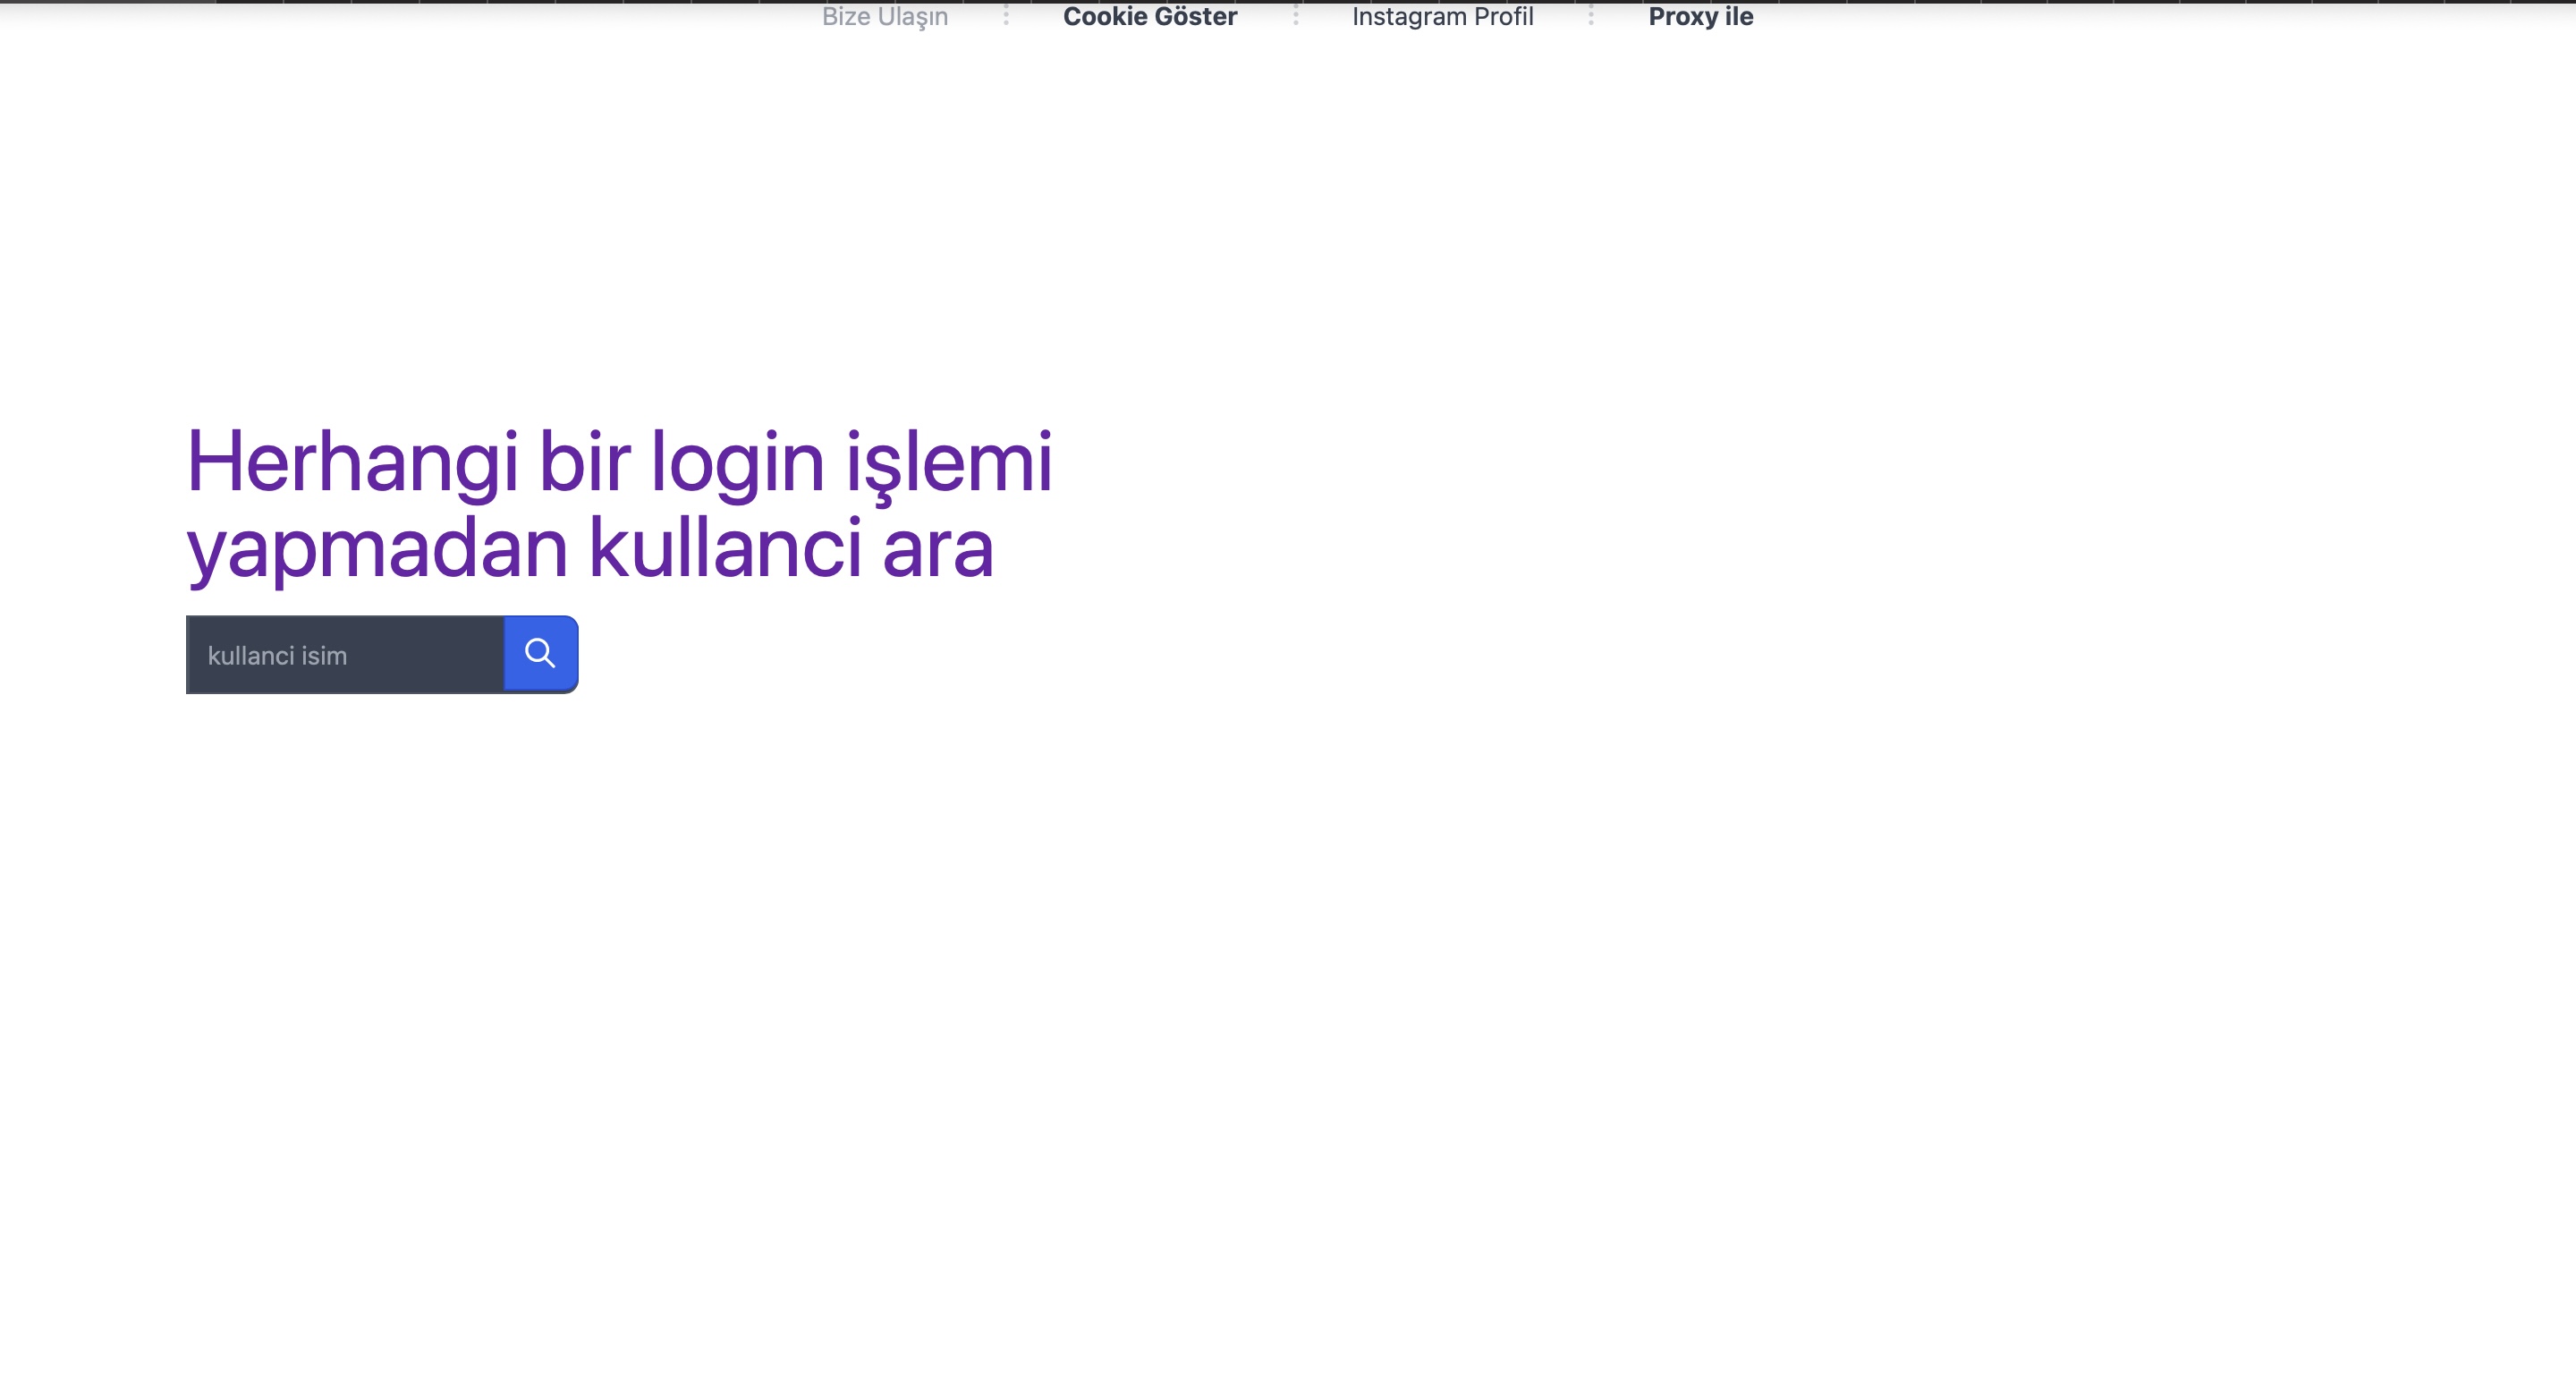 Bize Ulaşın Cookie Göster Instagram Profil Proxy ile
Herhangi bir login işlemi
yapmadan kullanci ara
kullanci isim